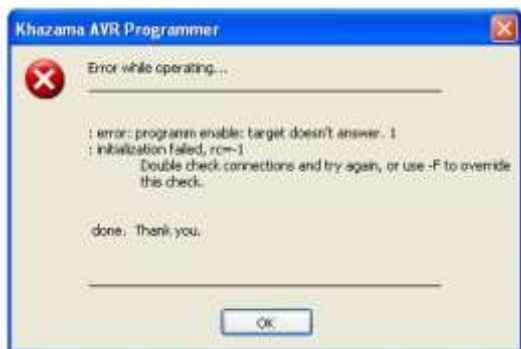 Khazama AVR Programmer
Error while operating...
: error: programm enable: target doesn't answer. 1
: initialization failed, rc=-1
Double check connections and try again, or use -F to override
this check.
done. Thank you.
OK